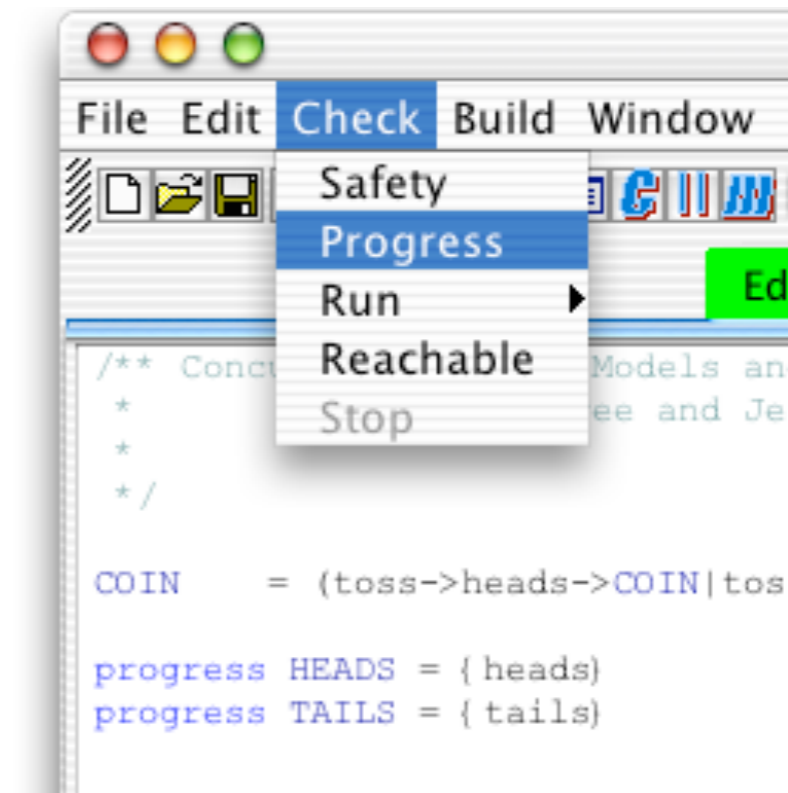 File Edit Check Build Window
Safety
Progress
Run
Reachable
Stop
Ed
/** Conc Models an
* ee and Je
*
*/
COIN = (toss->heads->COIN|tos
progress HEADS = {heads}
progress TAILS = {tails}